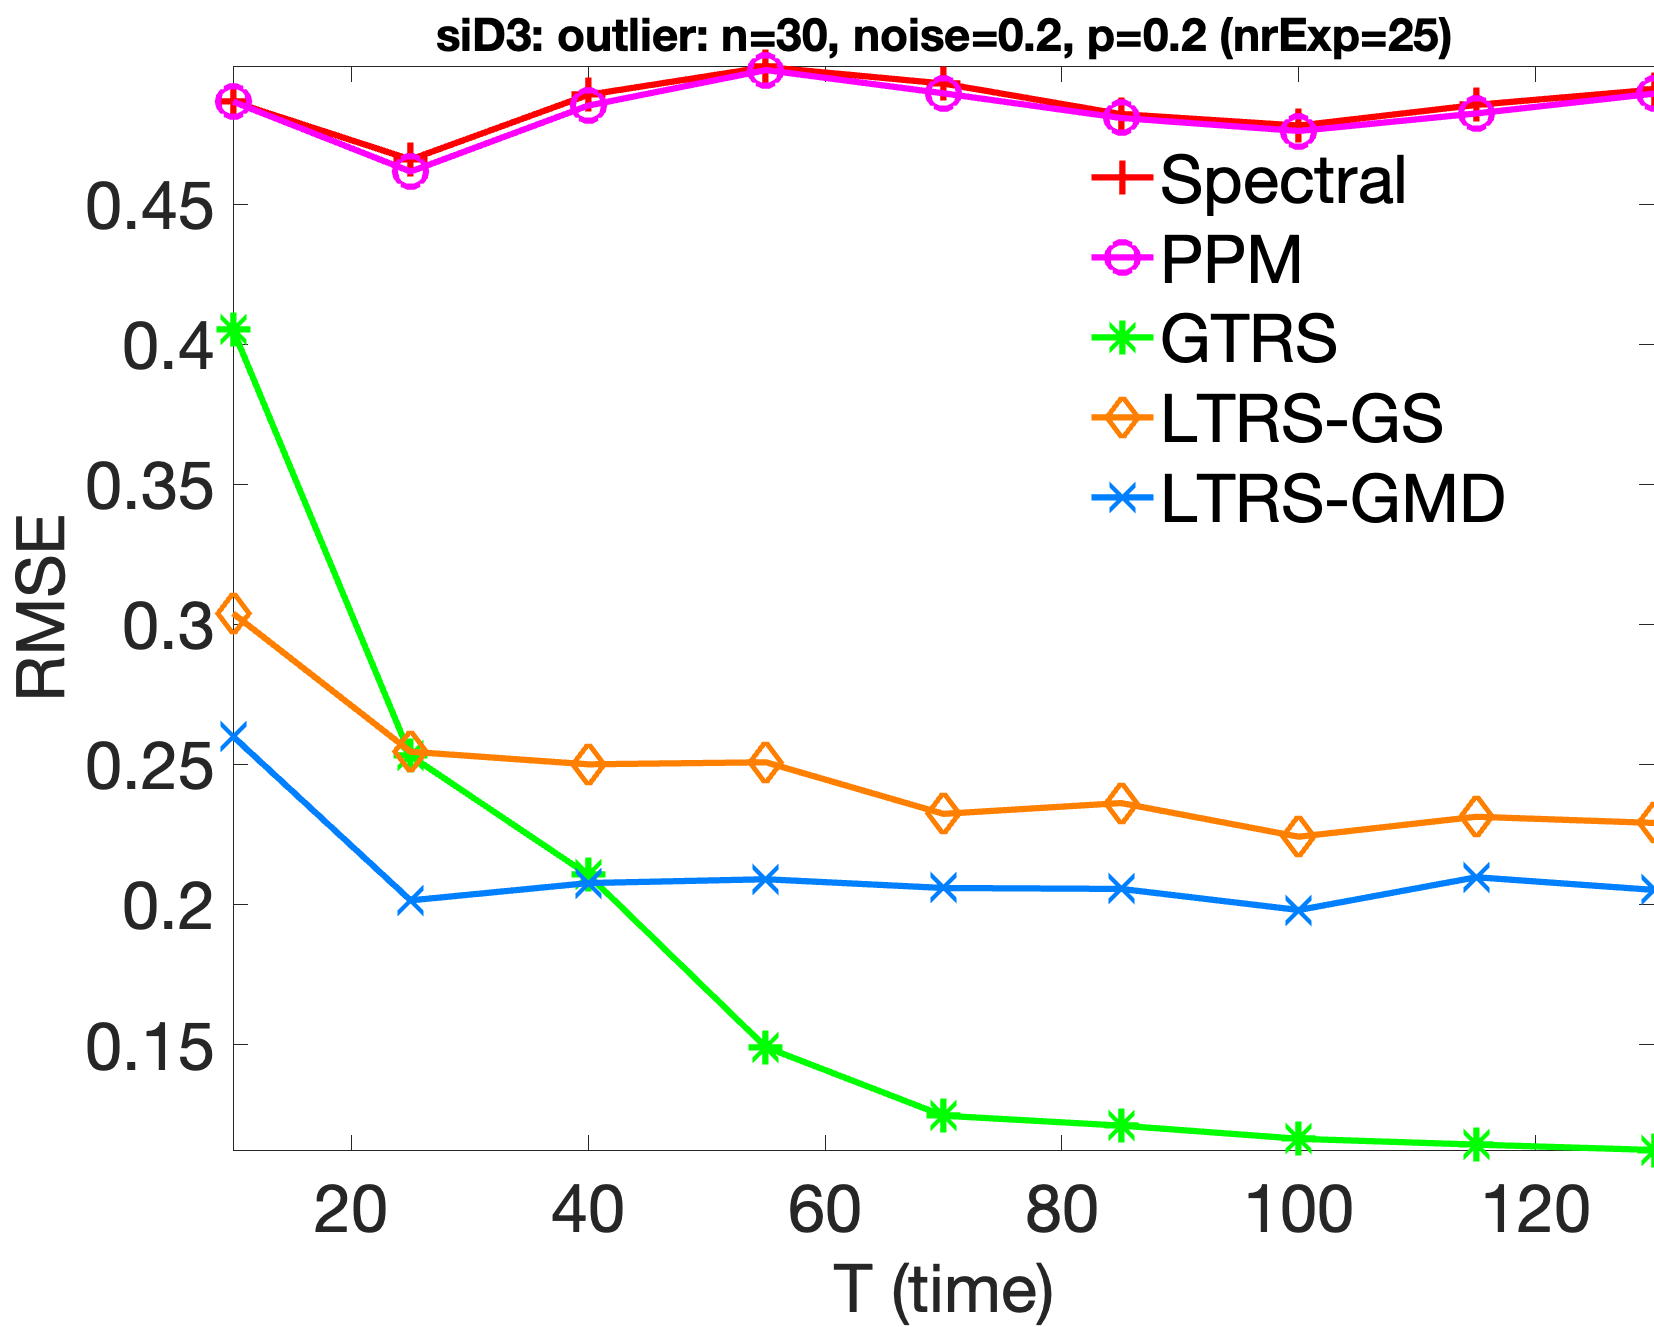 siD3: outlier: n=30, noise=0.2, p=0.2 (nrExp=25)
Spectral
PPM
GTRS
LTRS-GS
LTRS-GMD
RMSE
0.45
0.4
0.35
0.3
0.25
0.2
0.15
20 40 60 80 100 120
T (time)